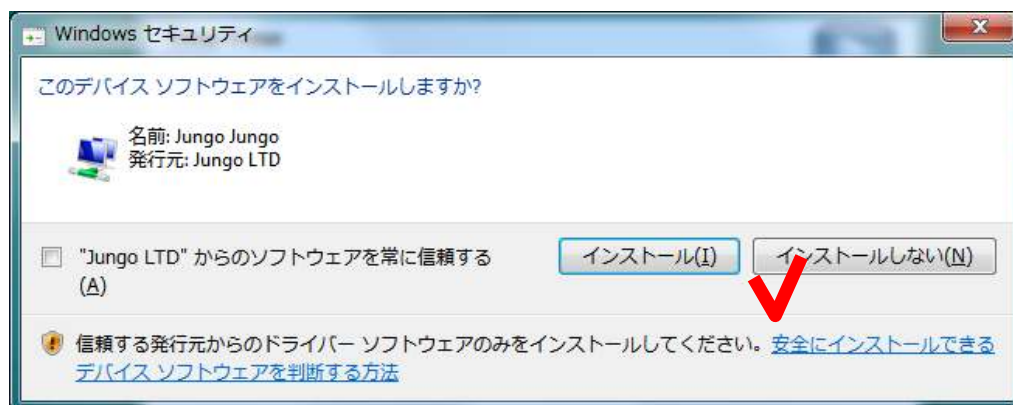 Windows セキュリティ
このデバイス ソフトウェアをインストールしますか?
名前: Jungo Jungo
発行元: Jungo LTD
"Jungo LTD" からのソフトウェアを常に信頼する
(A)
インストール(I)
インストールしない(N)
信頼する発行元からのドライバー ソフトウェアのみをインストールしてください。安全にインストールできる
デバイス ソフトウェアを判断する方法